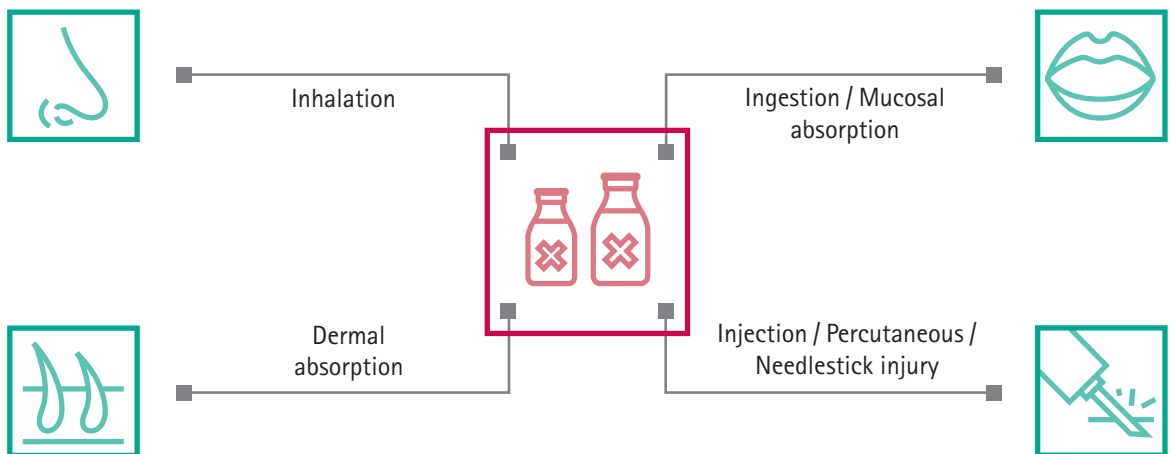 Inhalation
Ingestion / Mucosal
absorption
Dermal
absorption
Injection / Percutaneous /
Needlestick injury